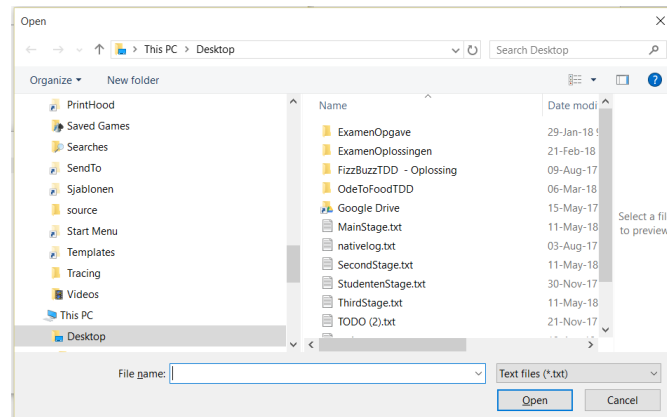 Open
This PC > Desktop
Search Desktop
Organize
New folder
?
PrintHood
Saved Games
Searches
SendTo
Sjablonen
source
Start Menu
Templates
Tracing
Videos
This PC
Desktop
Name Date modi
ExamenOpgave 29-Jan-18 9
ExamenOplossingen 21-Feb-18
FizzBuzzTDD - Oplossing 09-Aug-17
OdeToFoodTDD 06-Mar-18
Google Drive 15-May-17
MainStage.txt 11-May-18
nativelog.txt 03-Aug-17
SecondStage.txt 11-May-18
StudentenStage.txt 30-Nov-17
ThirdStage.txt 11-May-18
TODO (2).txt 21-Nov-17
Select a fil
to preview
File name:
Text files (*.txt)
Open
Cancel